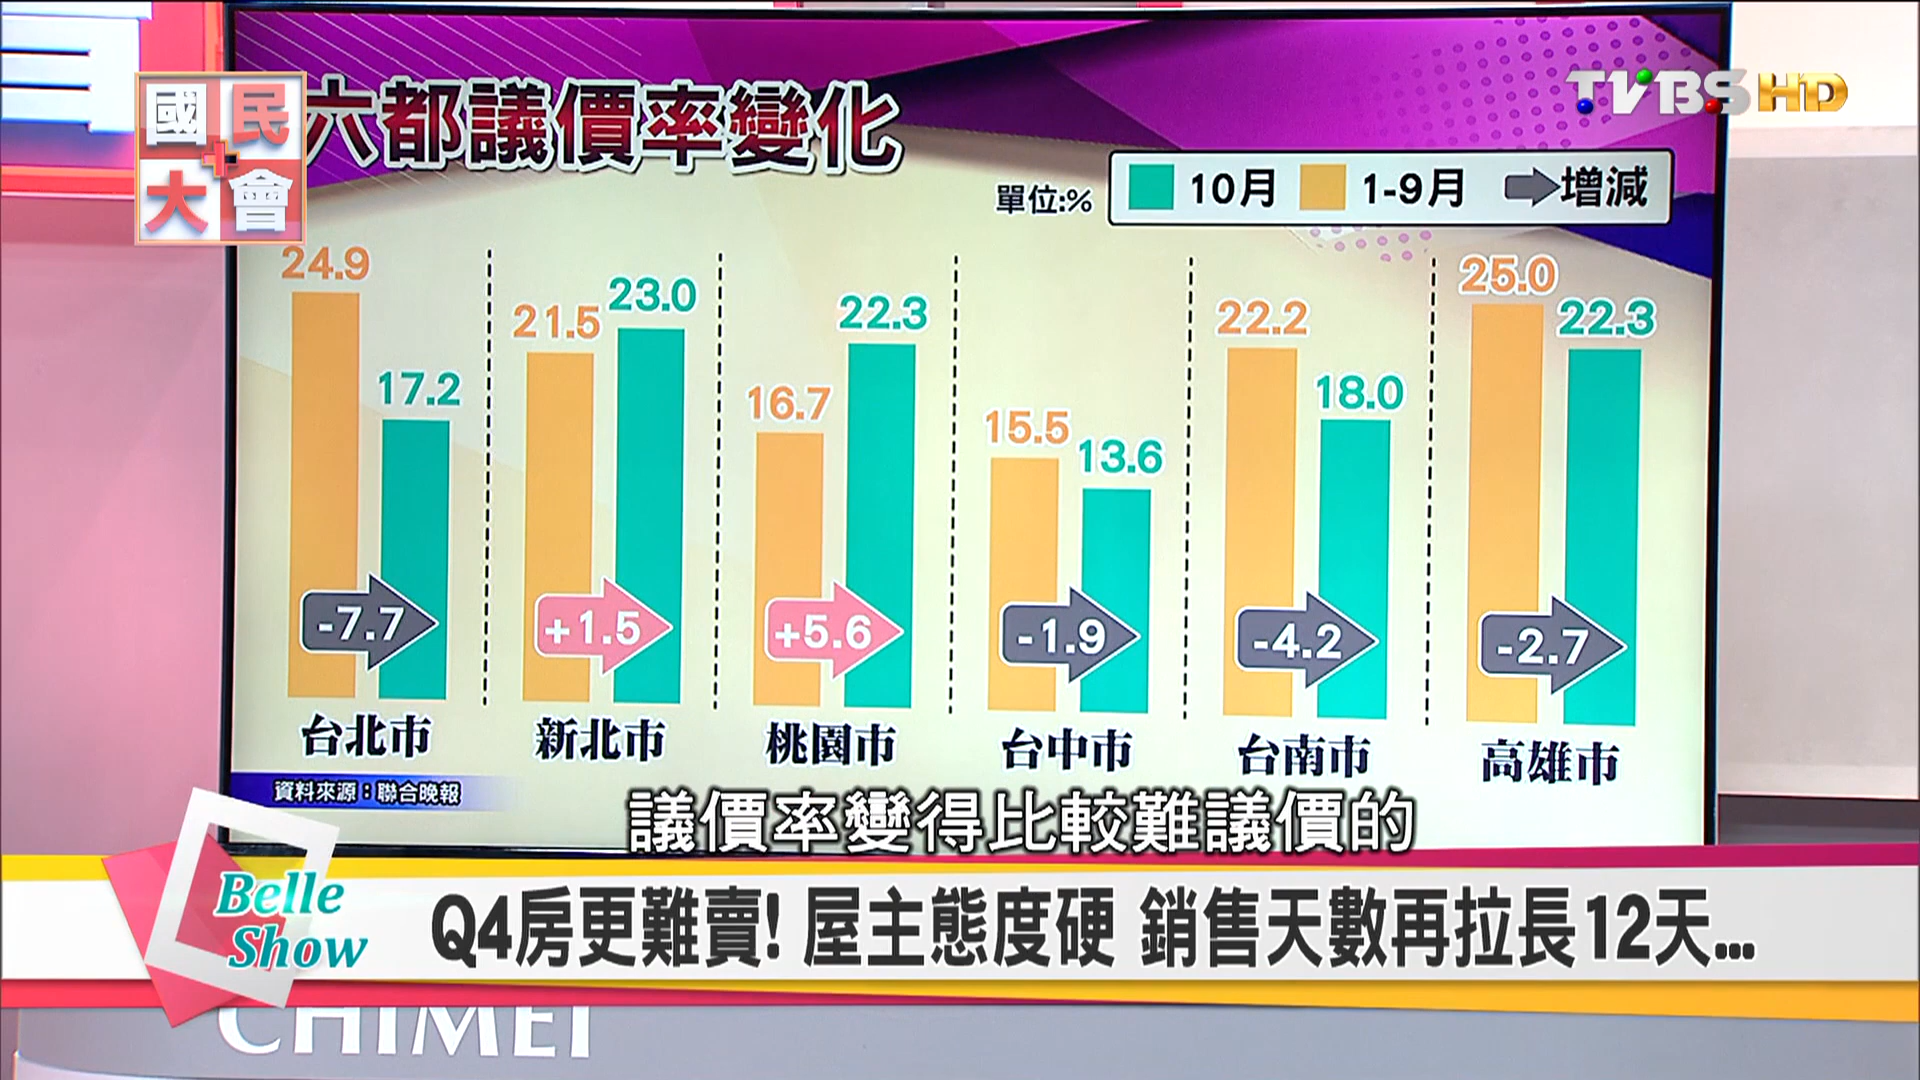 國民
大會
六都議價率變化
TVBS HD
單位:%
10月 1-9月 增減
24.9 17.2
21.5 23.0
16.7 22.3
15.5 13.6
22.2 18.0
25.0 22.3
-7.7 +1.5 +5.6 -1.9 -4.2 -2.7
台北市 新北市 桃園市 台中市 台南市 高雄市
資料來源：聯合晚報
議價率變得比較難議價的
Belle
Show
Q4房更難賣! 屋主態度硬 銷售天數再拉長12天...
CHIMEI